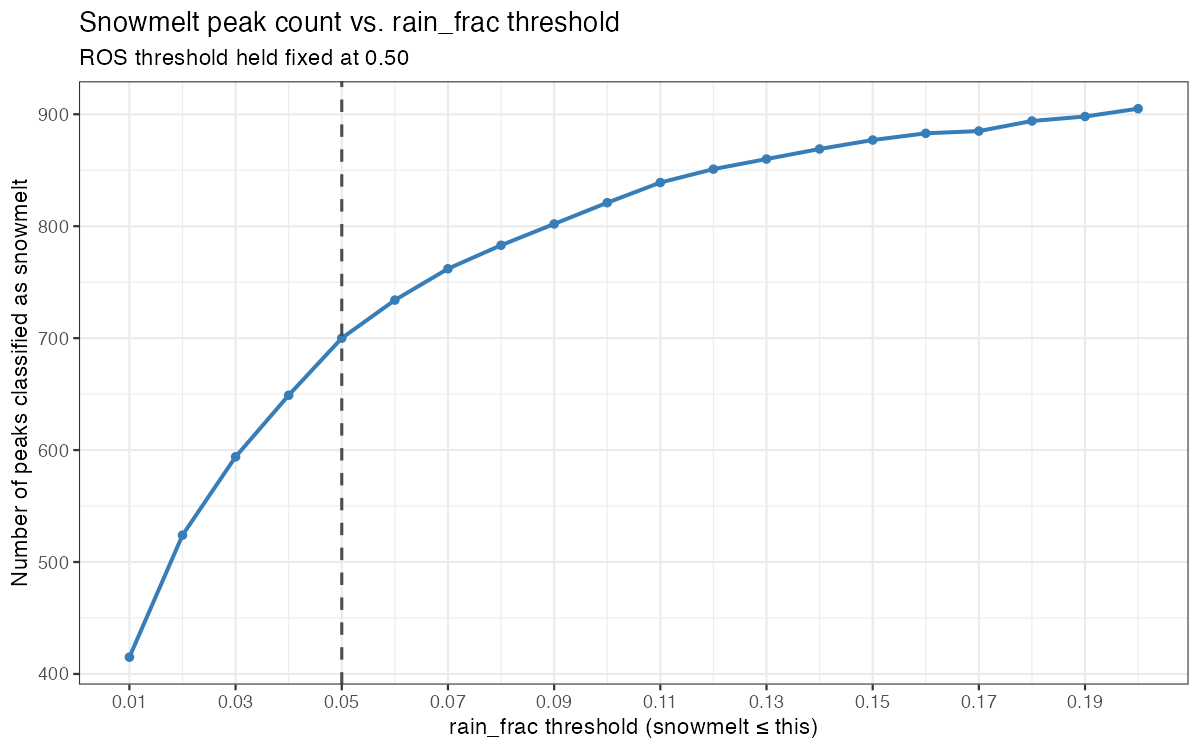 Snowmelt peak count vs. rain_frac threshold
ROS threshold held fixed at 0.50
Number of peaks classified as snowmelt
900
800
700
600
500
400
0.01 0.03 0.05 0.07 0.09 0.11 0.13 0.15 0.17 0.19
rain_frac threshold (snowmelt ≤ this)